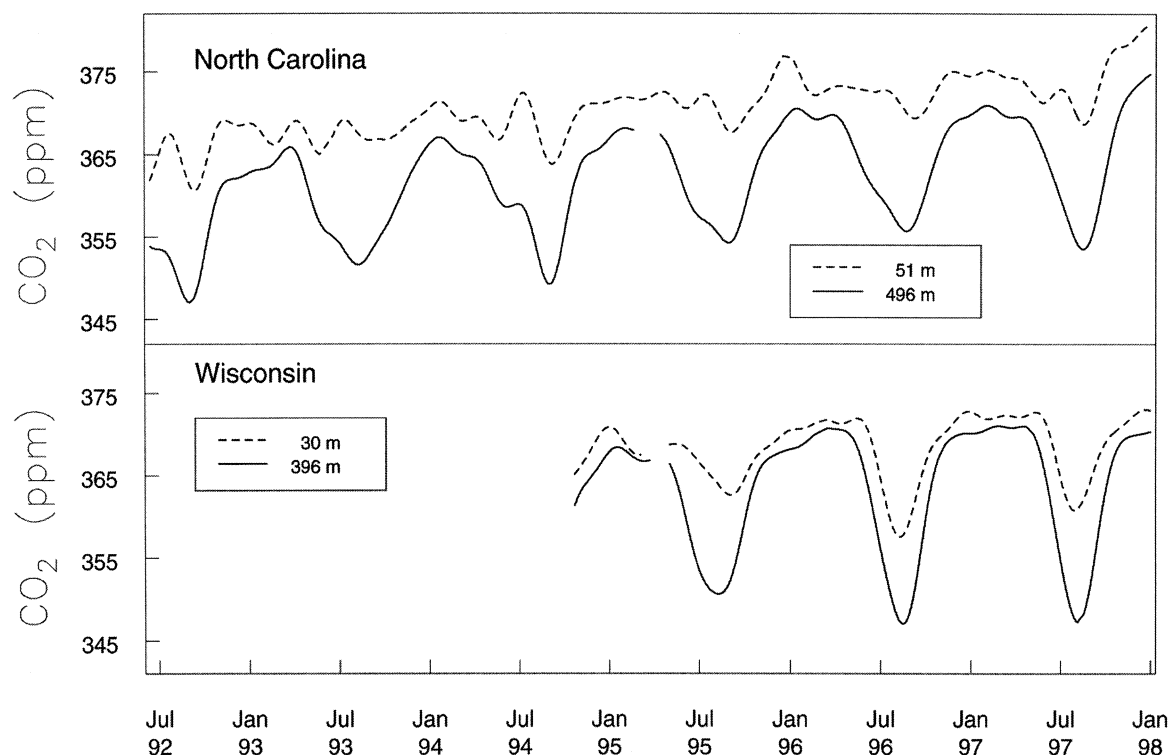 North Carolina
CO2 (ppm)
375
365
355
345
51 m
496 m
Wisconsin
CO2 (ppm)
375
365
355
345
30 m
396 m
Jul Jan Jul Jan Jul Jan Jul Jan Jul Jan Jul Jan
92 93 93 94 94 95 95 96 96 97 97 98